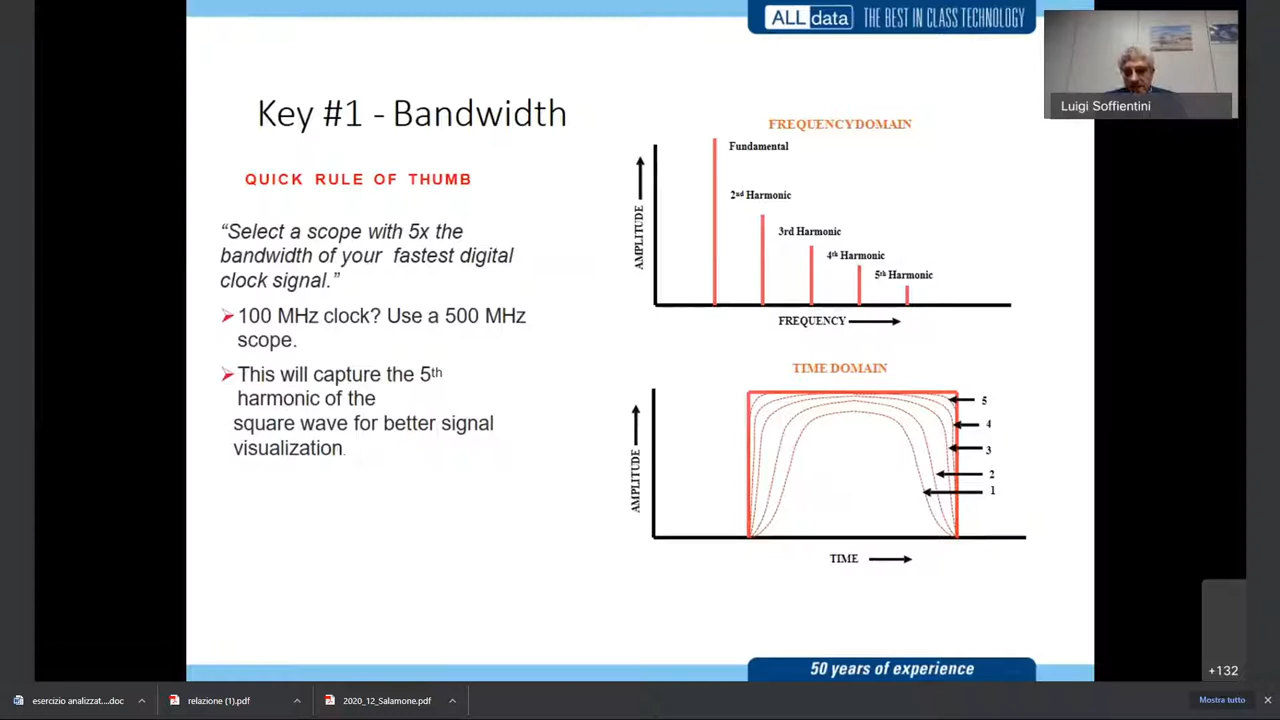 ALL data THE BEST IN CLASS TECHNOLOGY
Luigi Soffientini
Key #1 - Bandwidth
QUICK RULE OF THUMB
“Select a scope with 5x the
bandwidth of your fastest digital
clock signal.”
100 MHz clock? Use a 500 MHz
scope.
This will capture the 5th
harmonic of the
square wave for better signal
visualization.
FREQUENCY DOMAIN
AMPLITUDE
Fundamental
2nd Harmonic
3rd Harmonic
4th Harmonic
5th Harmonic
FREQUENCY
TIME DOMAIN
AMPLITUDE
5
4
3
2
1
TIME
+132
50 years of experience
esercizio analizzat....doc
relazione (1).pdf
2020_12_Salamone.pdf
Mostra tutto